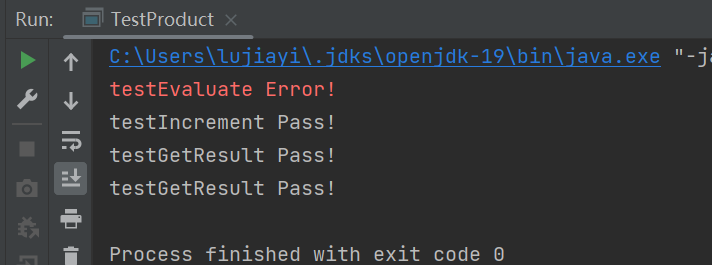 Run: TestProduct
C:\Users\lujiayi\.jdks\openjdk-19\bin\java.exe "-ja
testEvaluate Error!
testIncrement Pass!
testGetResult Pass!
testGetResult Pass!
Process finished with exit code 0